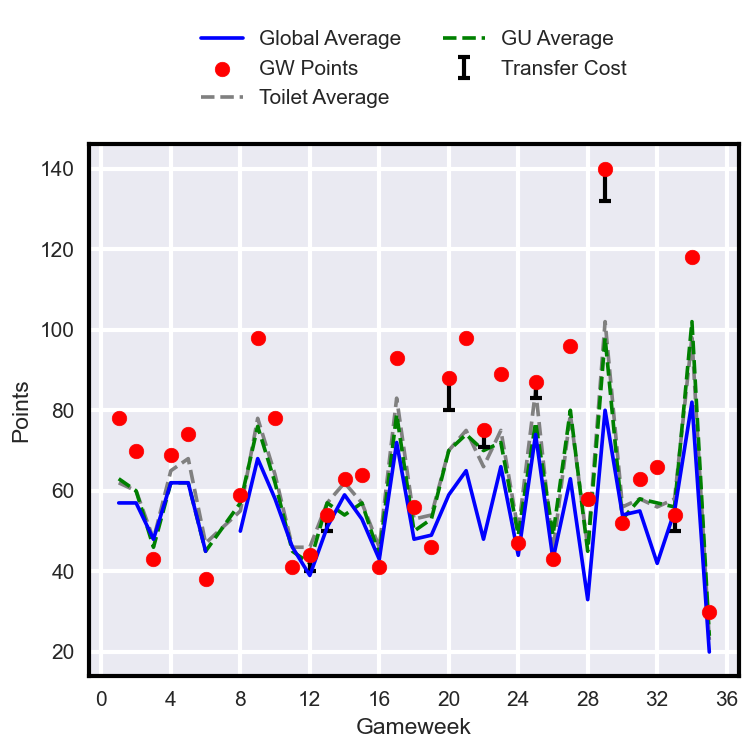 Global Average
GW Points
Toilet Average
GU Average
Transfer Cost
140
120
100
80
60
40
20
Points
0 4 8 12 16 20 24 28 32 36
Gameweek